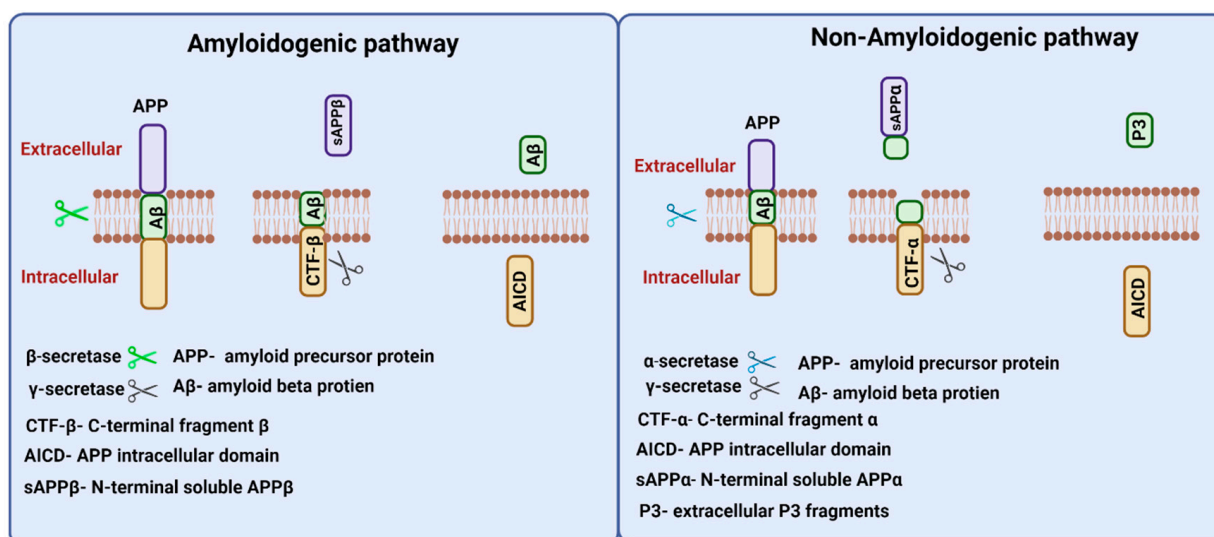 Amyloidogenic pathway
APP
sAPPβ
Extracellular
Aβ
Aβ
Aβ
CTF-β
Intracellular
AICD
β-secretase APP- amyloid precursor protein
γ-secretase Aβ- amyloid beta protien
CTF-β- C-terminal fragment β
AICD- APP intracellular domain
sAPPβ- N-terminal soluble APPβ
Non-Amyloidogenic pathway
APP
sAPPα
P3
Extracellular
Aβ
CTF-α
Intracellular
AICD
α-secretase APP- amyloid precursor protein
γ-secretase Aβ- amyloid beta protien
CTF-α- C-terminal fragment α
AICD- APP intracellular domain
sAPPα- N-terminal soluble APPα
P3- extracellular P3 fragments